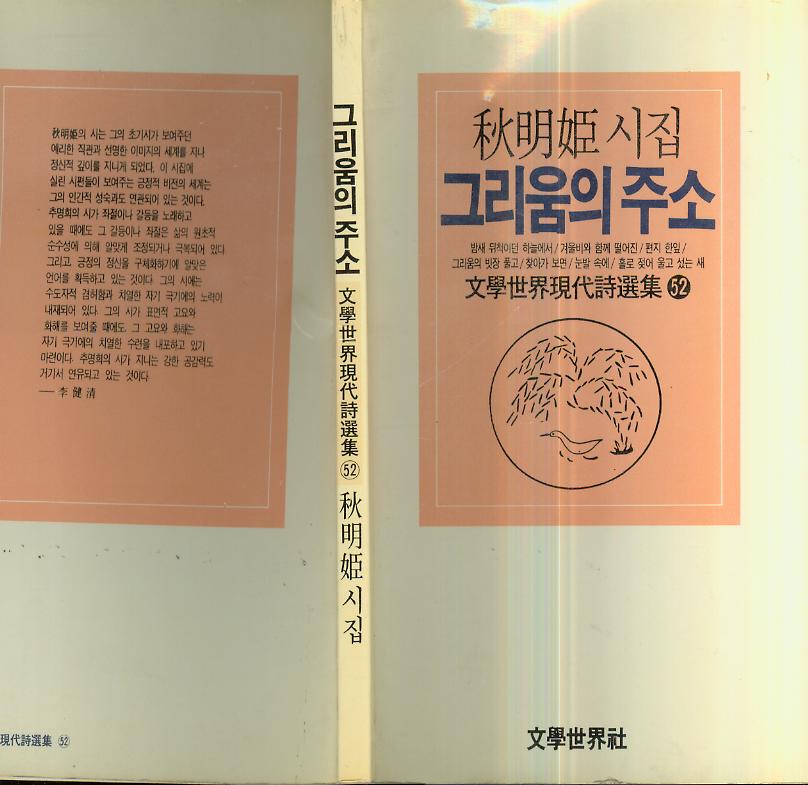 秋明姬의 시는 그의 초기시가 보여주던
예리한 직관과 선명한 이미지의 세계를 지나
정신적 깊이를 지니게 되었다. 이 시집에
실린 시편들이 보여주는 긍정적 비전의 세계는
그의 인간적 성숙과도 연관되어 있는 것이다.
추명희의 시가 좌절이나 갈등을 노래하고
있을 때에도 그 갈등이나 좌절은 삶의 원초적
순수성에 의해 알맞게 조정되거나 극복되어 있다.
그리고, 긍정의 정신을 구체화하기에 알맞은
언어를 획득하고 있는 것이다. 그의 시에는
수도자적 겸허함과 치열한 자기 극기에의 노력이
내재되어 있다. 그의 시가 표면적 고요와
화해를 보여줄 때에도, 그 고요와 화해는
자기 극기에의 치열한 수련을 내포하고 있기
마련이다. 추명희의 시가 지니는 강한 공감력도
거기서 연유되고 있는 것이다.
── 李健清
現代詩選集 52
그리움의 주소
文學世界現代詩選集 52
秋明姬 시집
秋明姬 시집
그리움의 주소
밤새 뒤척이던 하늘에서/겨울비와 함께 떨어진/편지 한잎/
그리움의 빗장 풀고/찾아가 보면/눈발 속에/홀로 젖어 울고 섰는 새
文學世界現代詩選集 52
文學世界社